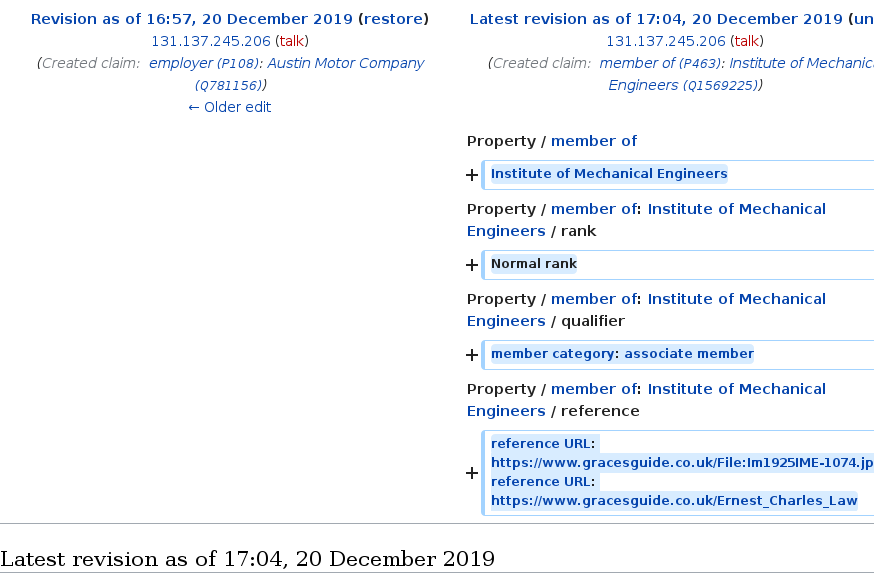 Revision as of 16:57, 20 December 2019 (restore)
131.137.245.206 (talk)
(Created claim: employer (P108): Austin Motor Company
(Q781156))
← Older edit
Latest revision as of 17:04, 20 December 2019 (un
131.137.245.206 (talk)
(Created claim: member of (P463): Institute of Mechanica
Engineers (Q1569225))
Property / member of
+ Institute of Mechanical Engineers
Property / member of: Institute of Mechanical
Engineers / rank
+ Normal rank
Property / member of: Institute of Mechanical
Engineers / qualifier
+ member category: associate member
Property / member of: Institute of Mechanical
Engineers / reference
reference URL:
https://www.gracesguide.co.uk/File:Im1925IME-1074.jp
+ reference URL:
https://www.gracesguide.co.uk/Ernest_Charles_Law
Latest revision as of 17:04, 20 December 2019